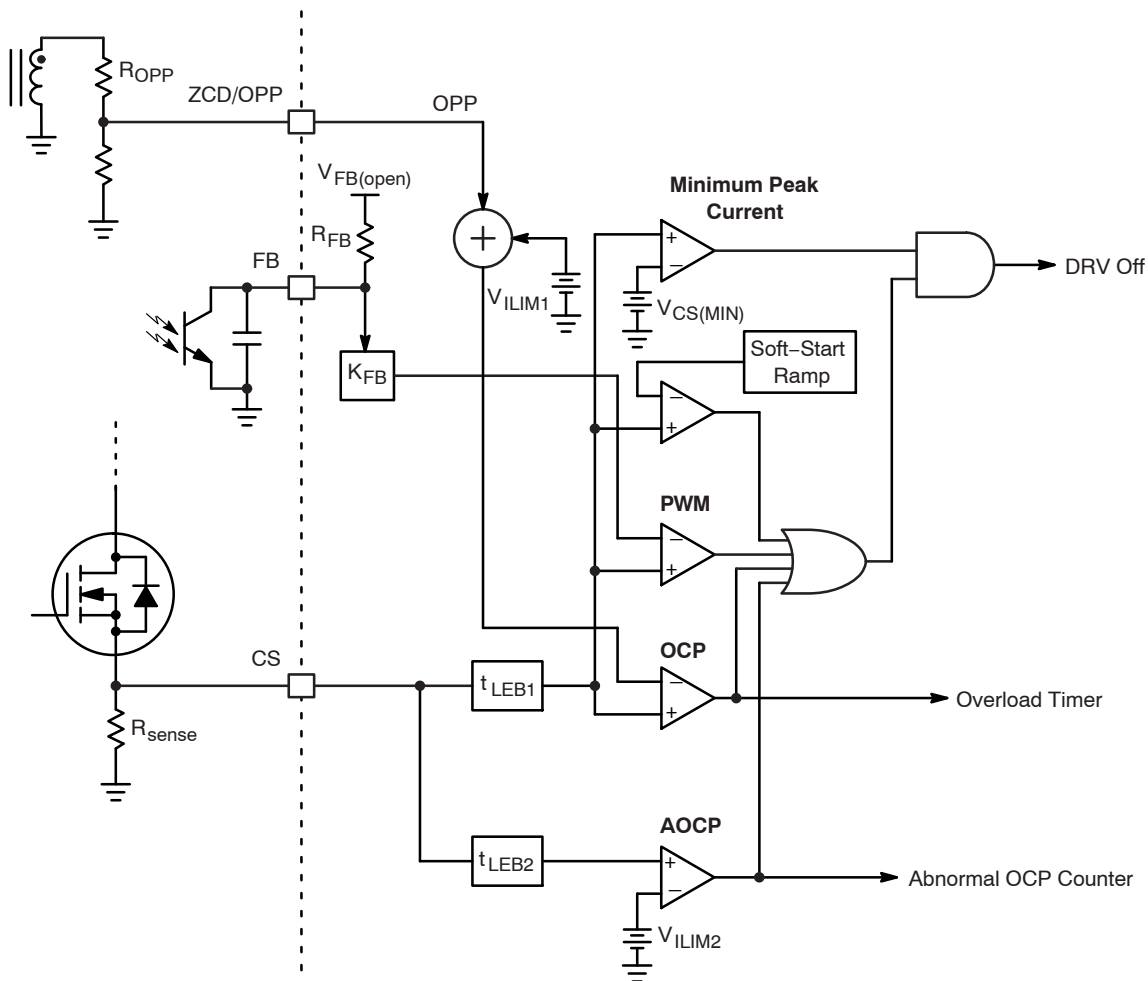 R_OPP
ZCD/OPP
OPP
V_FB(open)
R_FB
FB
K_FB
V_ILIM1
Minimum Peak
Current
+
−
V_CS(MIN)
DRV Off
Soft−Start
Ramp
−
+
PWM
−
+
CS
t_LEB1
OCP
−
+
Overload Timer
R_sense
t_LEB2
AOCP
+
−
Abnormal OCP Counter
V_ILIM2
+